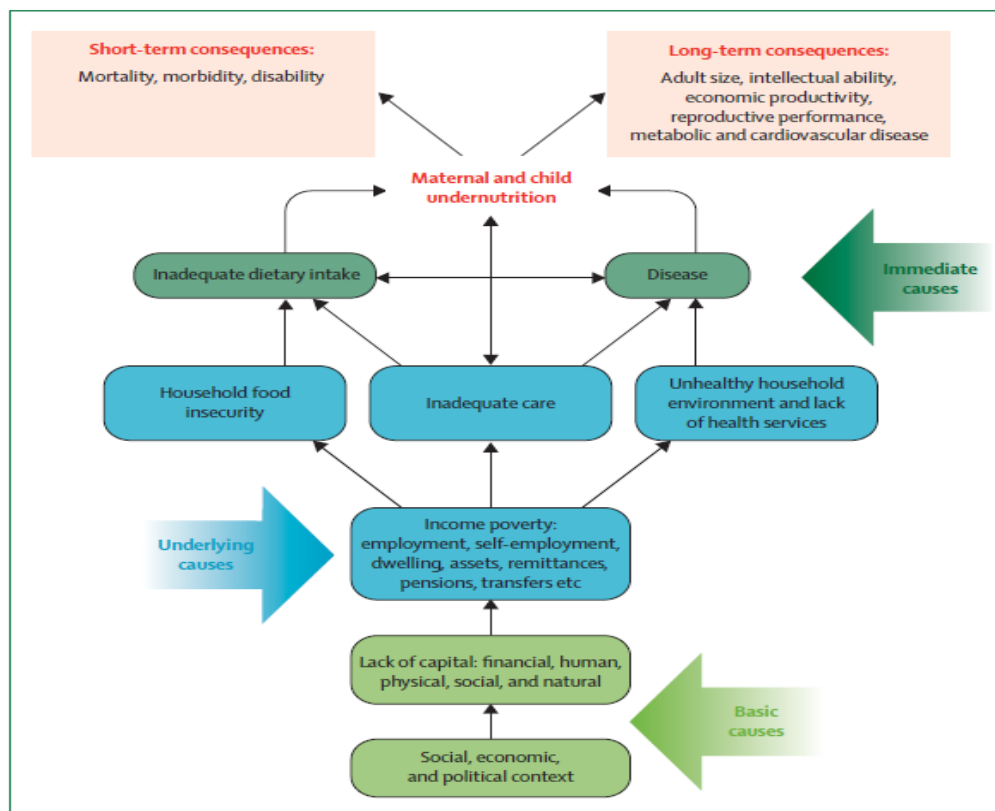 Short-term consequences:
Mortality, morbidity, disability
Long-term consequences:
Adult size, intellectual ability,
economic productivity,
reproductive performance,
metabolic and cardiovascular disease
Maternal and child
undernutrition
Inadequate dietary intake
Disease
Immediate
causes
Household food
insecurity
Inadequate care
Unhealthy household
environment and lack
of health services
Underlying
causes
Income poverty:
employment, self-employment,
dwelling, assets, remittances,
pensions, transfers etc
Lack of capital: financial, human,
physical, social, and natural
Basic
causes
Social, economic,
and political context